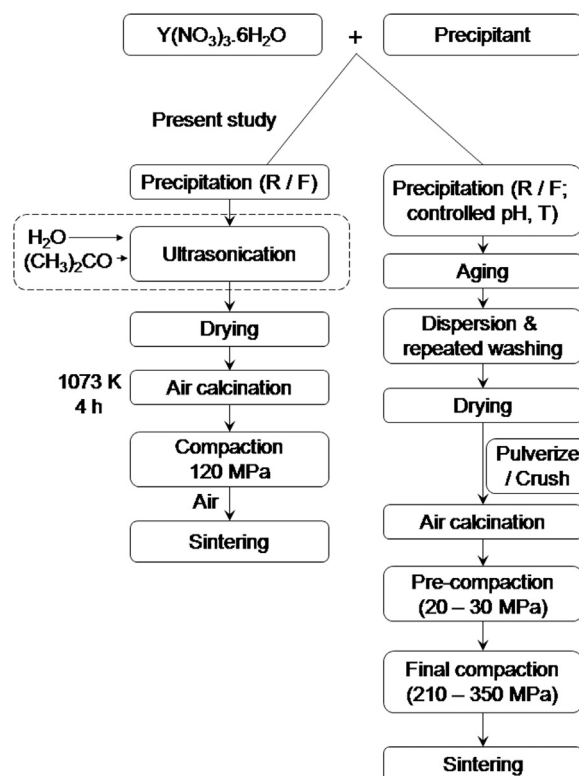 Y(NO3)3.6H2O
+
Precipitant
Present study
Precipitation (R / F)
H2O
(CH3)2CO
Ultrasonication
Drying
1073 K
4 h
Air calcination
Compaction
120 MPa
Air
Sintering
Precipitation (R / F;
controlled pH, T)
Aging
Dispersion &
repeated washing
Drying
Pulverize
/ Crush
Air calcination
Pre-compaction
(20 – 30 MPa)
Final compaction
(210 – 350 MPa)
Sintering